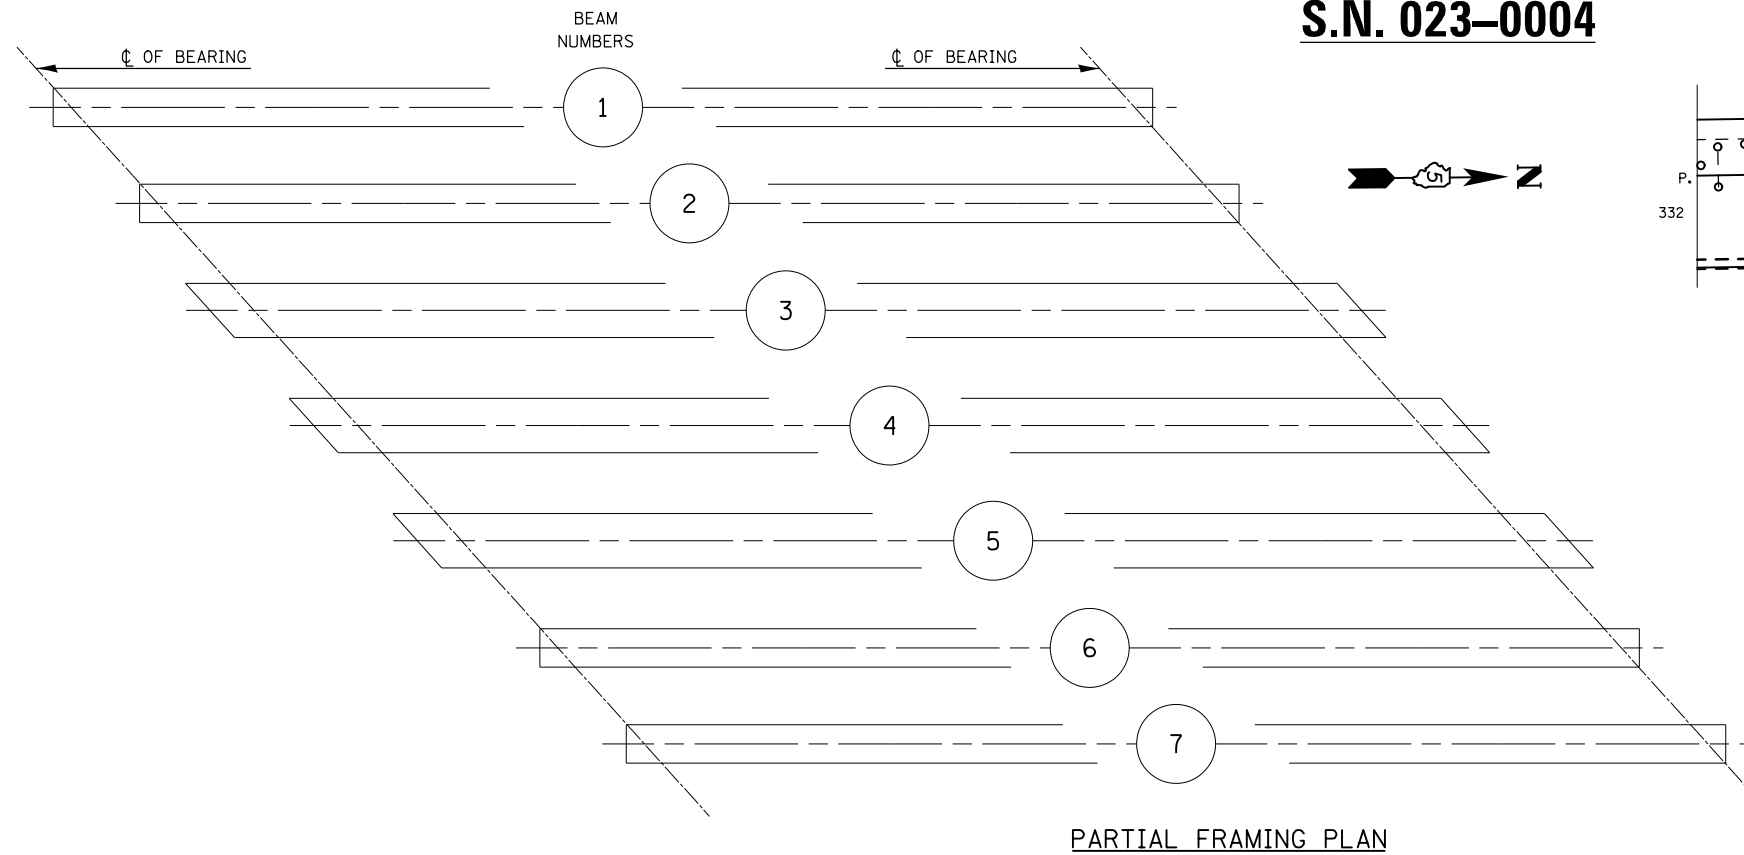 S.N. 023–0004
BEAM
NUMBERS
℄ OF BEARING
℄ OF BEARING
1
2
3
4
5
6
7
5
N
P.
332
PARTIAL FRAMING PLAN